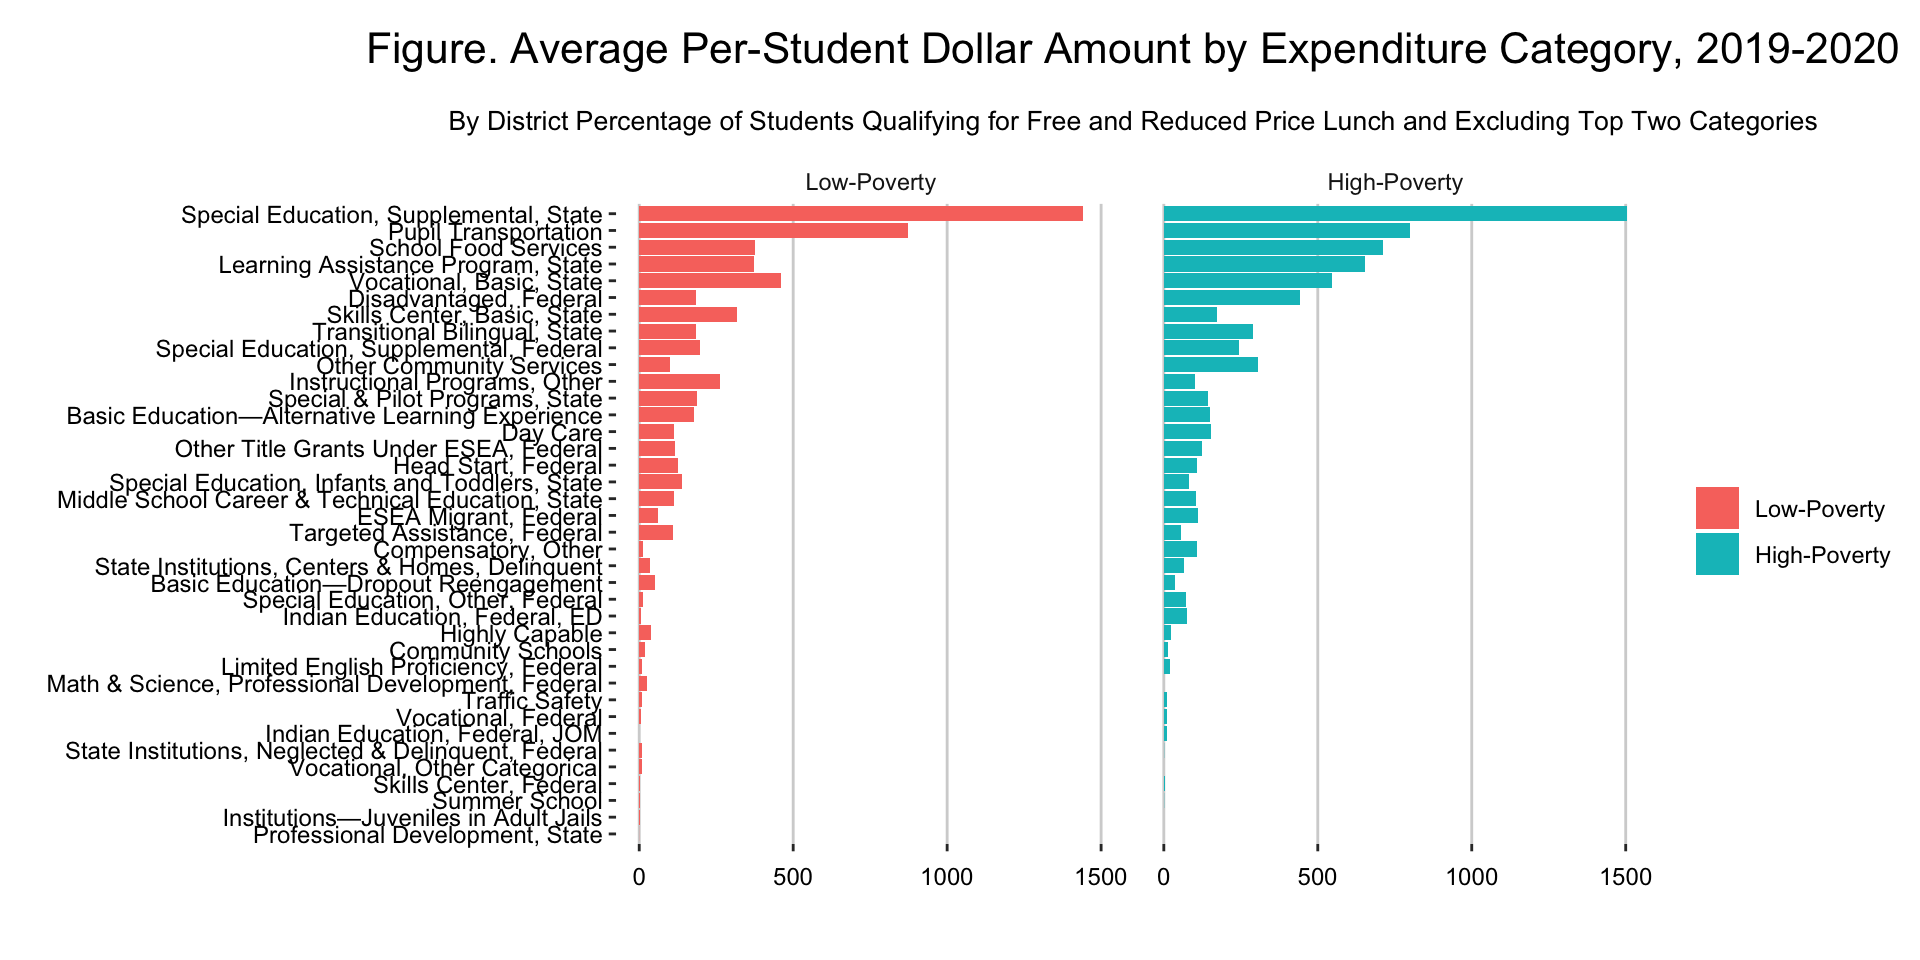 Figure. Average Per-Student Dollar Amount by Expenditure Category, 2019-2020
By District Percentage of Students Qualifying for Free and Reduced Price Lunch and Excluding Top Two Categories
Low-Poverty
High-Poverty
Special Education, Supplemental, State
Pupil Transportation
School Food Services
Learning Assistance Program, State
Vocational, Basic, State
Disadvantaged, Federal
Skills Center, Basic, State
Transitional Bilingual, State
Special Education, Supplemental, Federal
Other Community Services
Instructional Programs, Other
Special & Pilot Programs, State
Basic Education—Alternative Learning Experience
Day Care
Other Title Grants Under ESEA, Federal
Head Start, Federal
Special Education, Infants and Toddlers, State
Middle School Career & Technical Education, State
ESEA Migrant, Federal
Targeted Assistance, Federal
Compensatory, Other
State Institutions, Centers & Homes, Delinquent
Basic Education—Dropout Reengagement
Special Education, Other, Federal
Indian Education, Federal, ED
Highly Capable
Community Schools
Limited English Proficiency, Federal
Math & Science, Professional Development, Federal
Traffic Safety
Vocational, Federal
Indian Education, Federal, JOM
State Institutions, Neglected & Delinquent, Federal
Vocational, Other Categorical
Skills Center, Federal
Summer School
Institutions—Juveniles in Adult Jails
Professional Development, State
0 500 1000 1500
0 500 1000 1500
Low-Poverty
High-Poverty